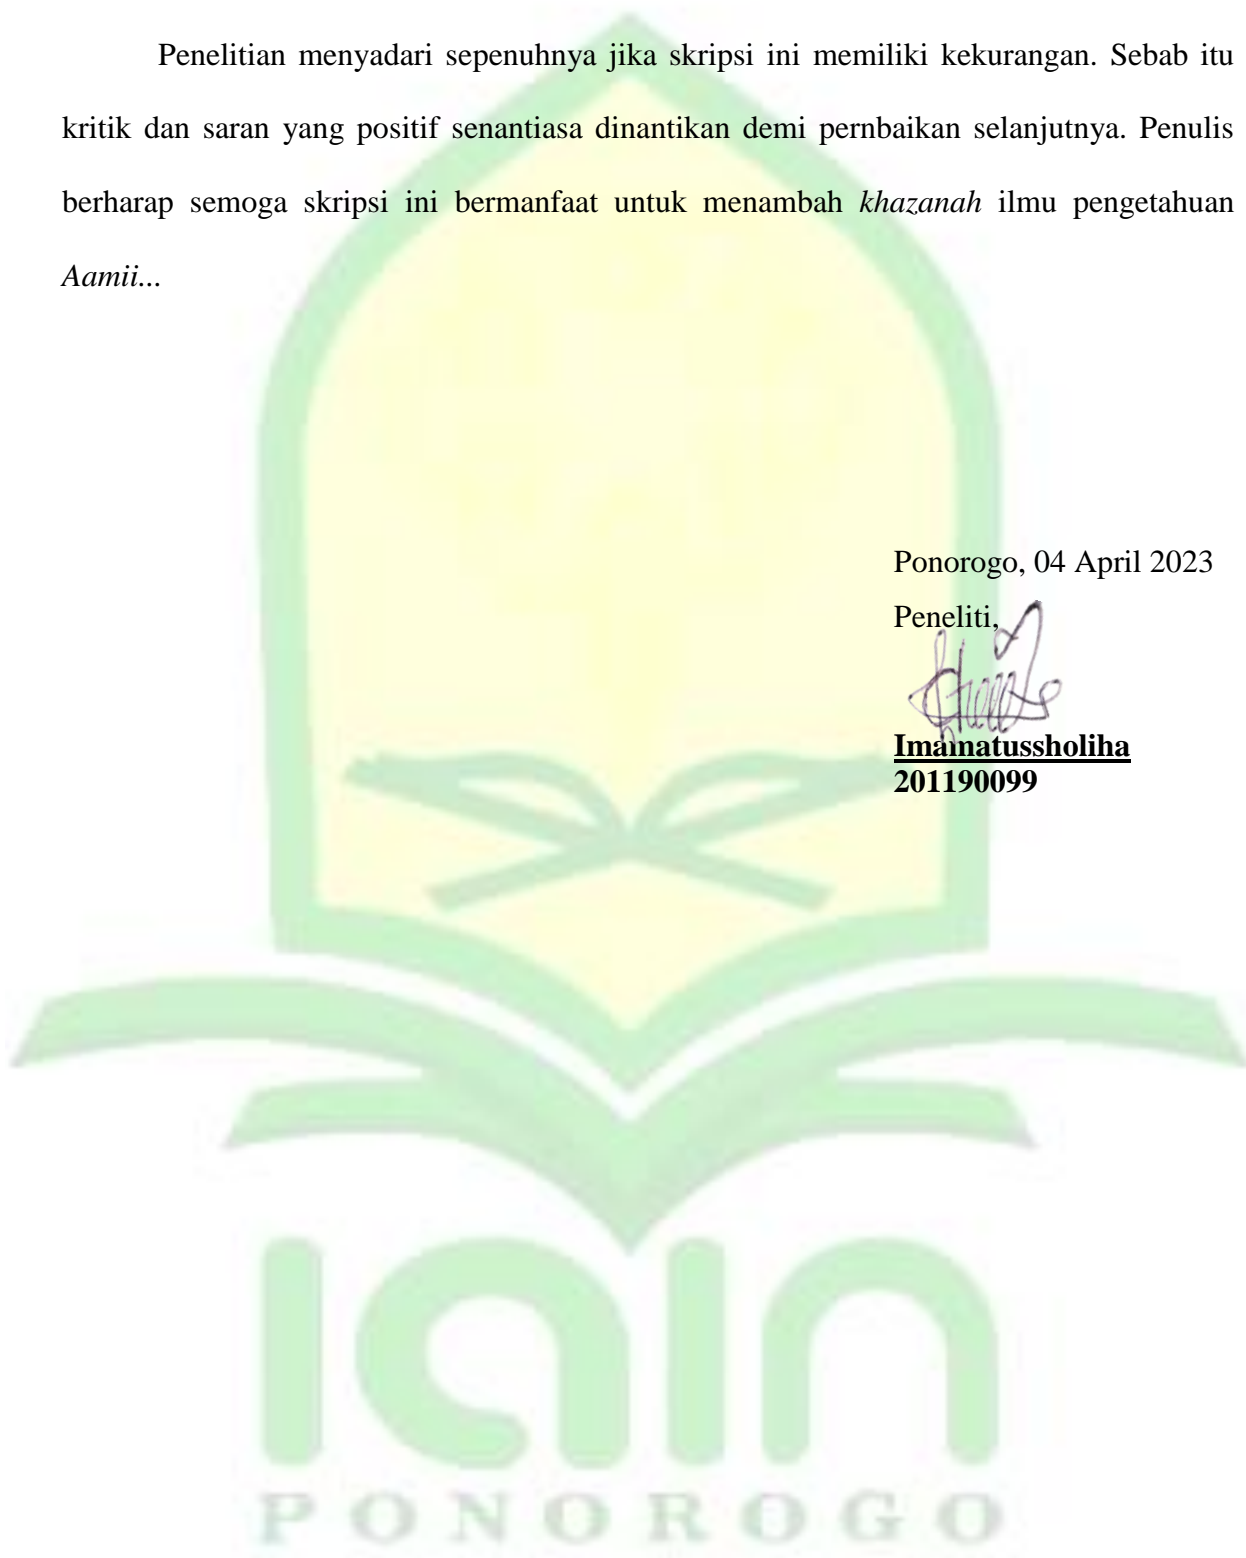 Penelitian menyadari sepenuhnya jika skripsi ini memiliki kekurangan. Sebab itu
kritik dan saran yang positif senantiasa dinantikan demi pernbaikan selanjutnya. Penulis
berharap semoga skripsi ini bermanfaat untuk menambah khazanah ilmu pengetahuan
Aamii...
Ponorogo, 04 April 2023
Peneliti,
Imamatussholiha
201190099
iain
PONOROGO